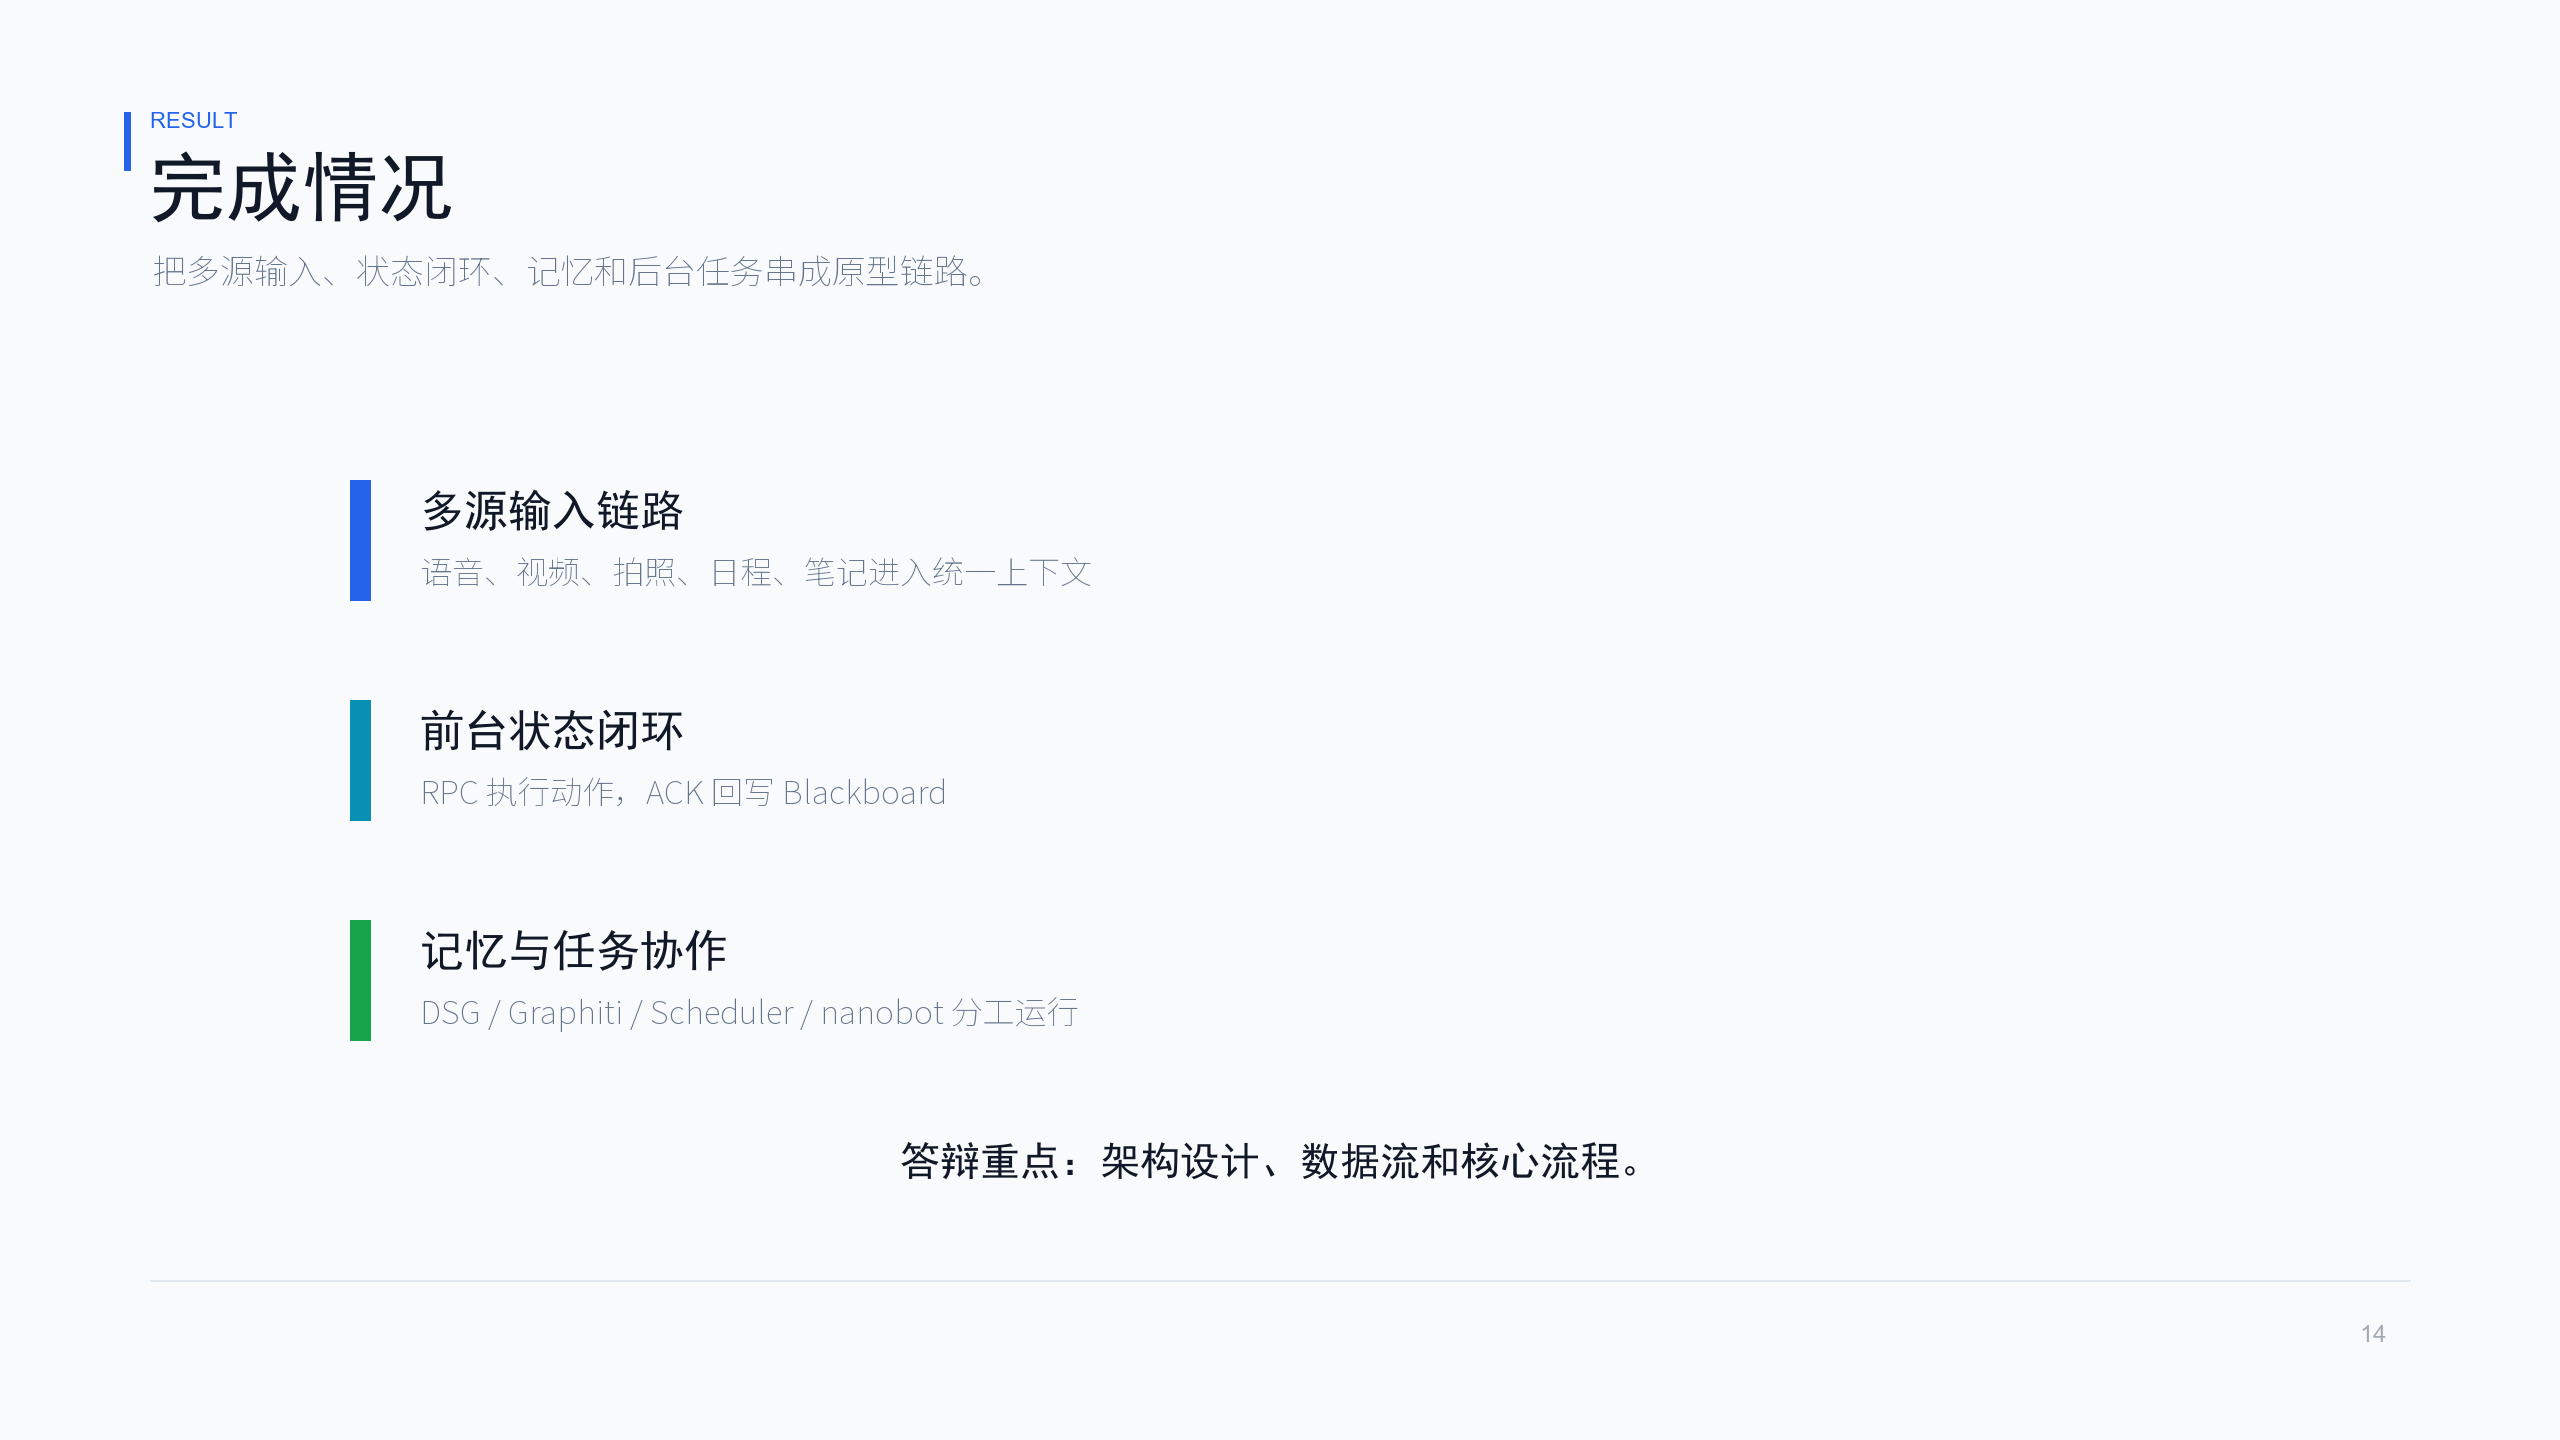 RESULT
完成情况
把多源输入、状态闭环、记忆和后台任务串成原型链路。
多源输入链路
语音、视频、拍照、日程、笔记进入统一上下文
前台状态闭环
RPC 执行动作，ACK 回写 Blackboard
记忆与任务协作
DSG / Graphiti / Scheduler / nanobot 分工运行
答辩重点：架构设计、数据流和核心流程。
14